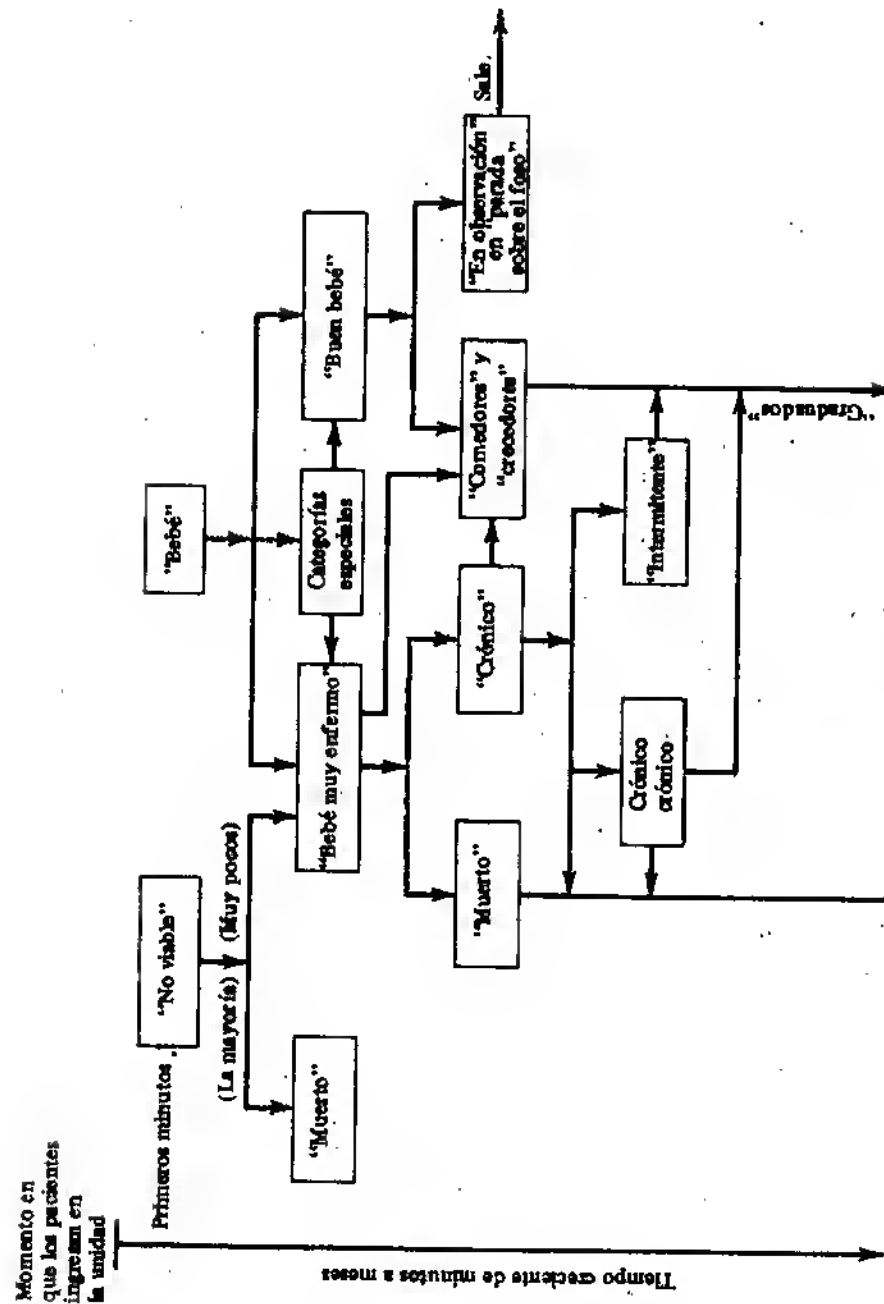 Momento en
que los pacientes
ingresan en
la unidad
Primeros minutos
"No viable"
"Bebé"
(La mayoría) (Muy pocos)
"Muerto"
"Bebé muy enfermo"
Categorías
especiales
"Buen bebé"
"Muerto"
"Crónico"
"Comedores" y
"crecedores"
"En observación"
en "parada
sobre el foso"
Sale
Crónico
crónico
"Intermitente"
"Graduados"
Tiempo creciente de minutos a meses